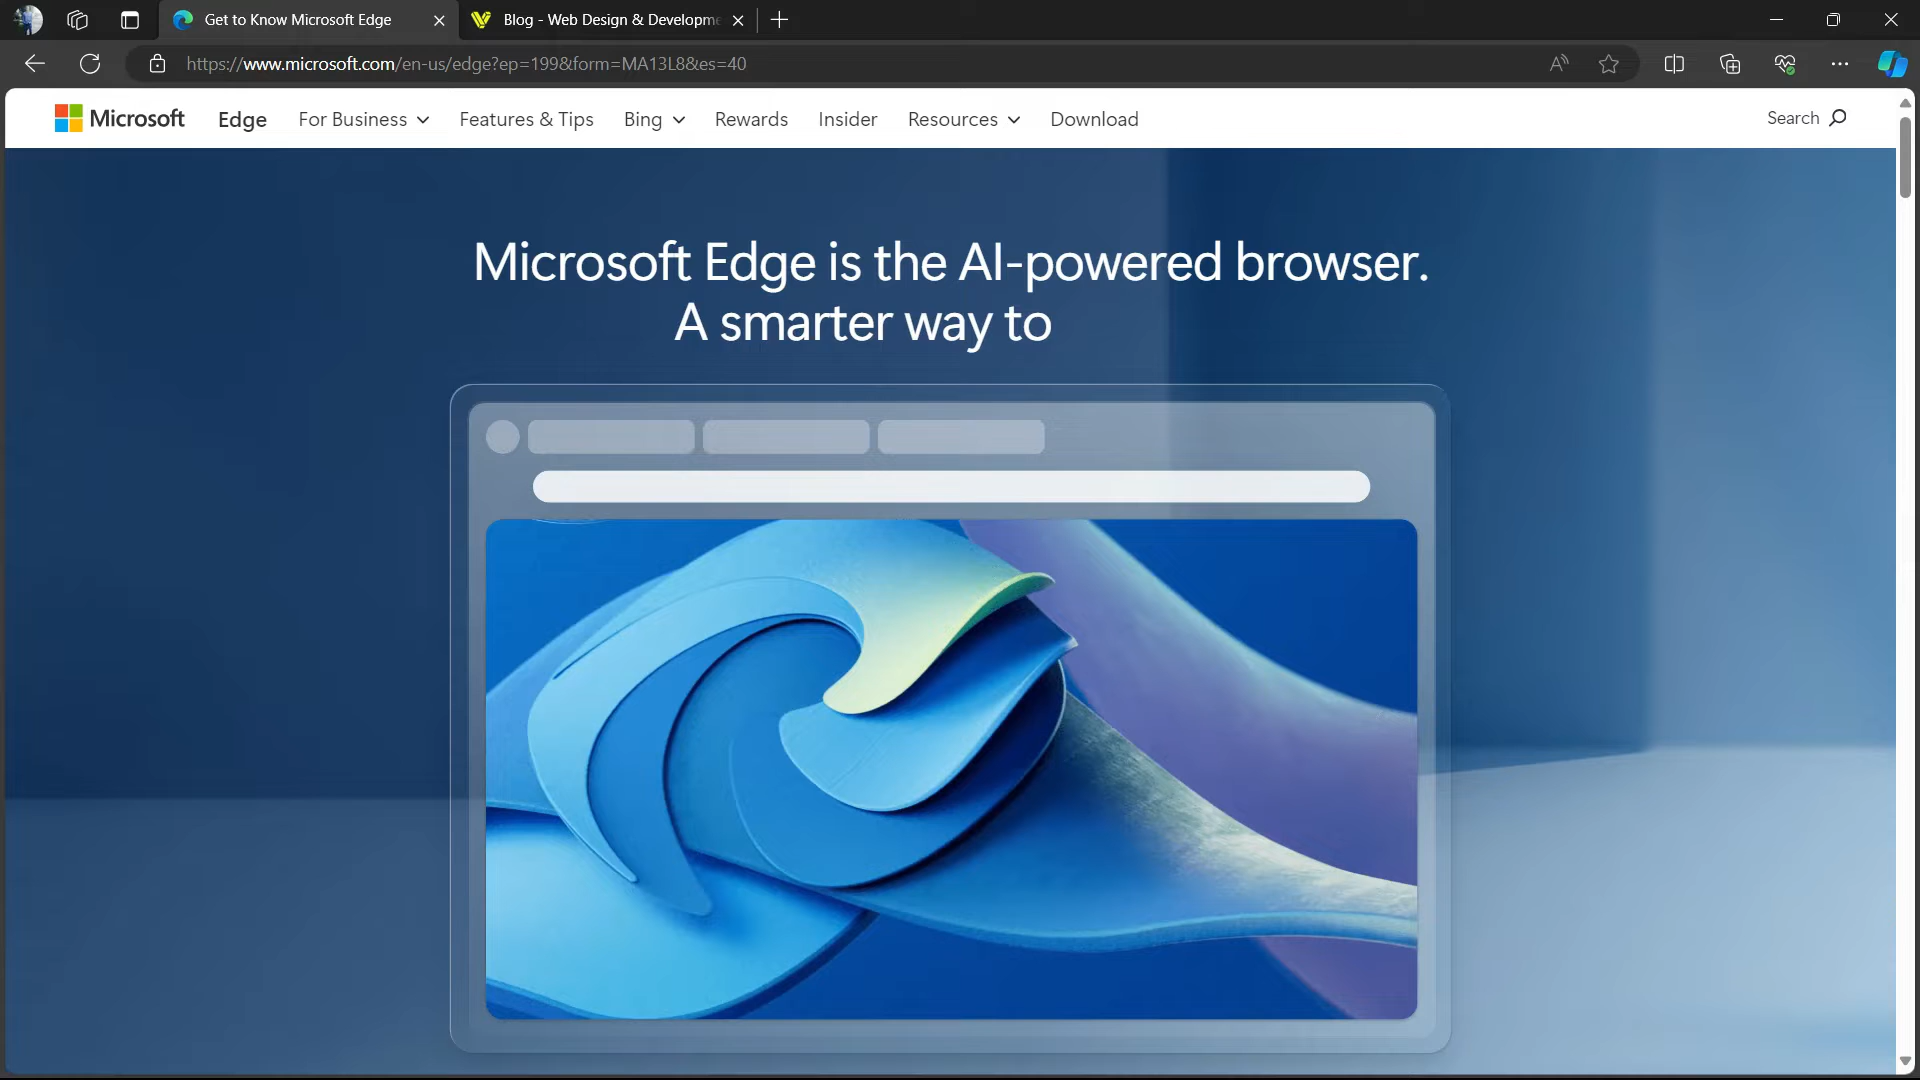 Get to Know Microsoft Edge
Blog - Web Design & Developme
https://www.microsoft.com/en-us/edge?ep=199&form=MA13L8&es=40
Microsoft Edge For Business Features & Tips Bing Rewards Insider Resources Download Search
Microsoft Edge is the AI-powered browser.
A smarter way to